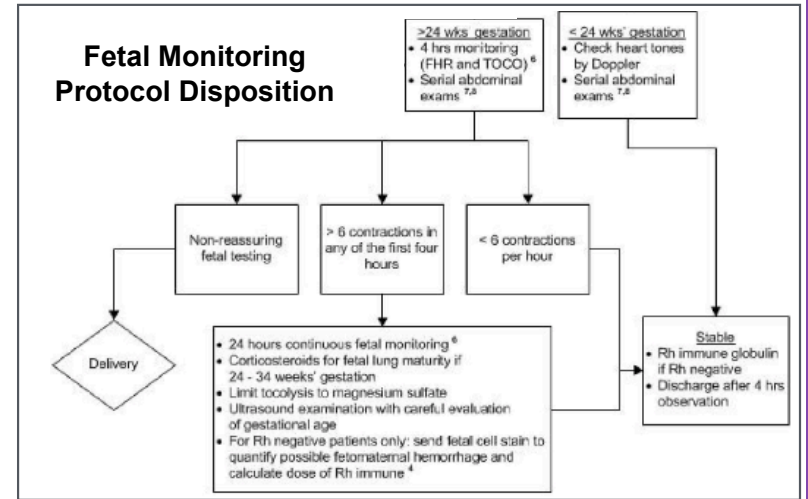 Fetal Monitoring
Protocol Disposition
>24 wks gestation
• 4 hrs monitoring
(FHR and TOCO) 6
• Serial abdominal
exams 7,8
< 24 wks' gestation
• Check heart tones
by Doppler
• Serial abdominal
exams 7,8
Non-reassuring
fetal testing
> 6 contractions in
any of the first four
hours
< 6 contractions
per hour
Delivery
• 24 hours continuous fetal monitoring 6
• Corticosteroids for fetal lung maturity if
24 - 34 weeks' gestation
• Limit tocolysis to magnesium sulfate
• Ultrasound examination with careful evaluation
of gestational age
• For Rh negative patients only: send fetal cell stain to
quantify possible fetomaternal hemorrhage and
calculate dose of Rh immune 4
Stable
• Rh immune globulin
if Rh negative
• Discharge after 4 hrs
observation